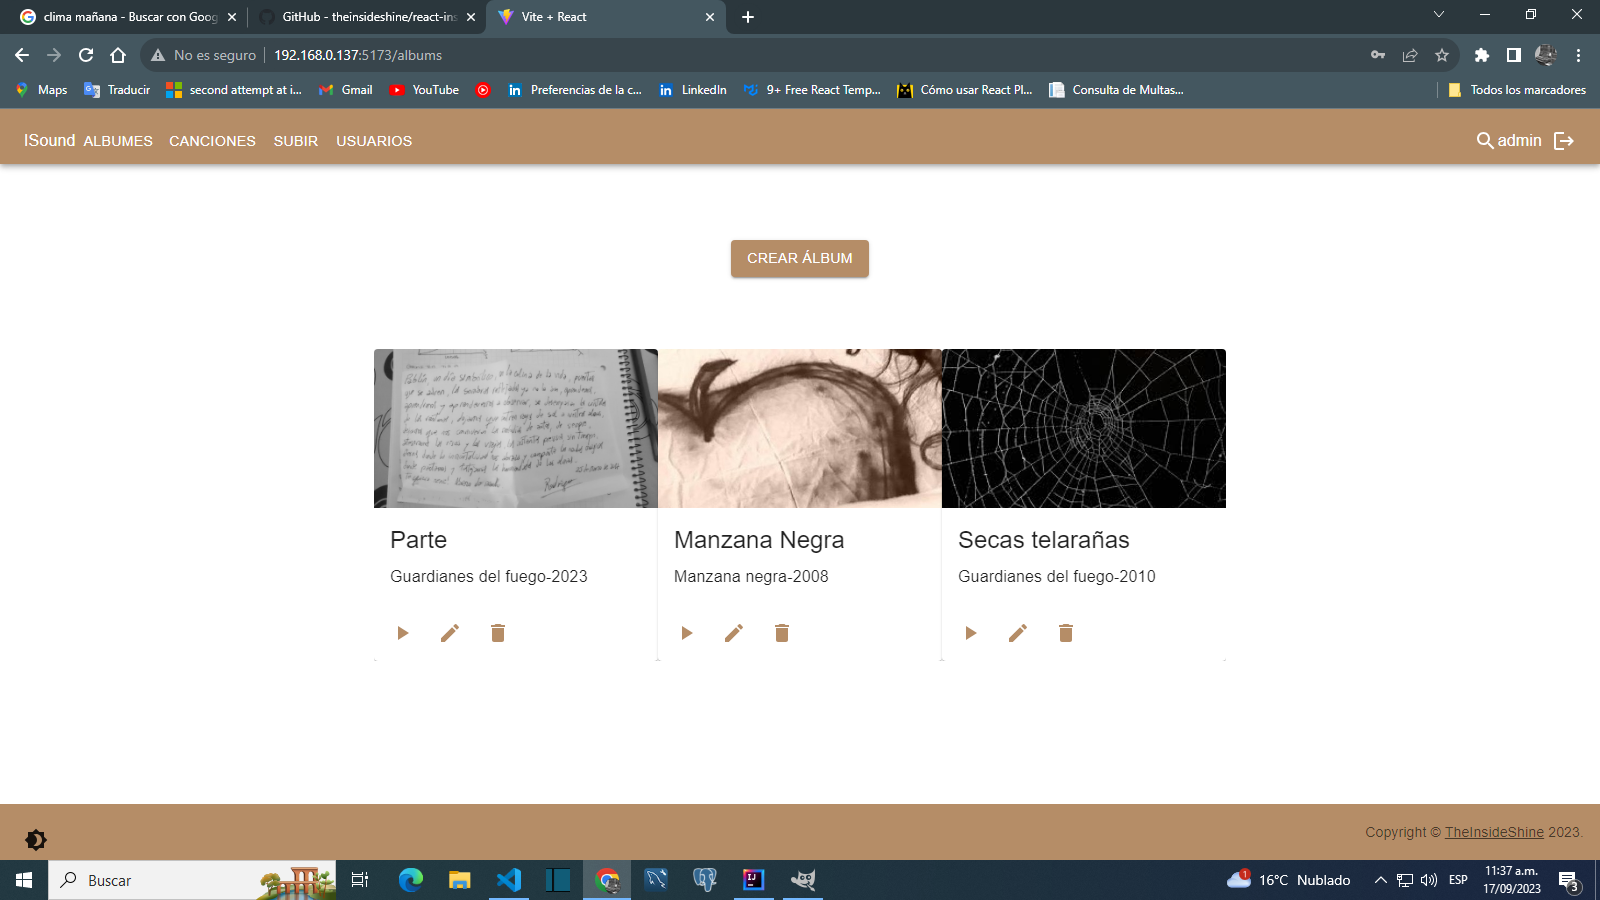 clima mañana - Buscar con Goog
GitHub - theinsideshine/react-ins
Vite + React
No es seguro
192.168.0.137:5173/albums
Maps
Traducir
second attempt at i...
Gmail
YouTube
Preferencias de la c...
LinkedIn
9+ Free React Temp...
Cómo usar React Pl...
Consulta de Multas...
Todos los marcadores
ISound ALBUMES CANCIONES SUBIR USUARIOS
admin
CREAR ÁLBUM
Parte
Guardianes del fuego-2023
Manzana Negra
Manzana negra-2008
Secas telarañas
Guardianes del fuego-2010
Copyright © TheInsideShine 2023.
Buscar
1
16°C Nublado
ESP
11:37 a.m.
17/09/2023
3